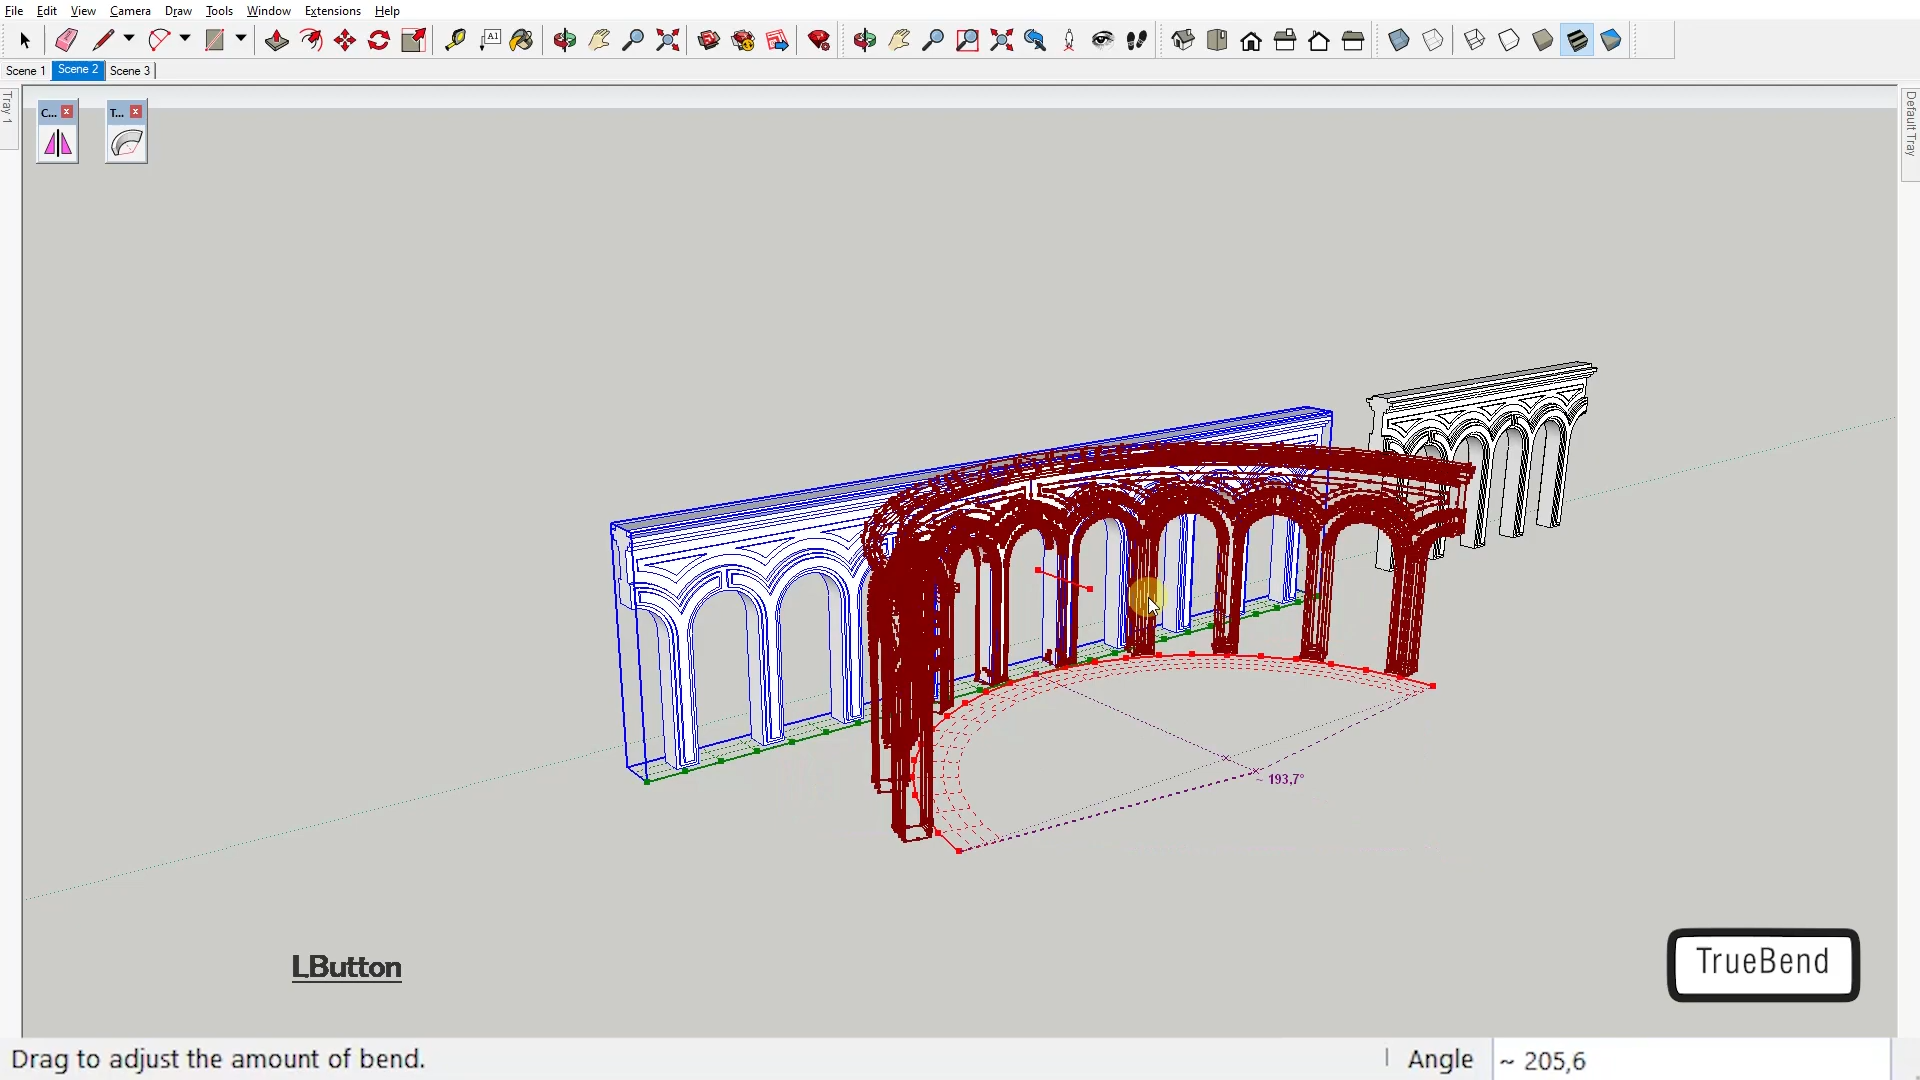 File Edit View Camera Draw Tools Window Extensions Help
A1
Scene 1 Scene 2 Scene 3
Tray 1
C... T...
Default Tray
~ 193,7°
LButton
TrueBend
Drag to adjust the amount of bend. Angle ~ 205,6